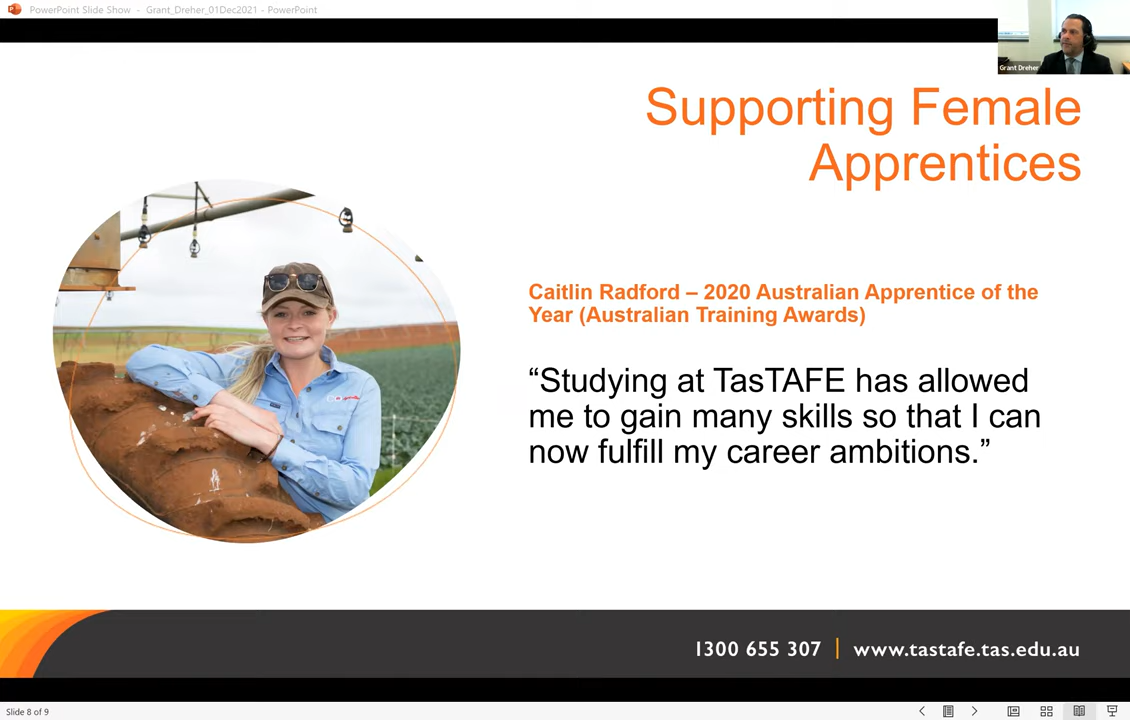 PowerPoint Slide Show - Grant_Dreher_01Dec2021 - PowerPoint
Grant Dreher
Supporting Female
Apprentices
Caitlin Radford – 2020 Australian Apprentice of the
Year (Australian Training Awards)
“Studying at TasTAFE has allowed
me to gain many skills so that I can
now fulfill my career ambitions.”
1300 655 307 | www.tastafe.tas.edu.au
Slide 8 of 9